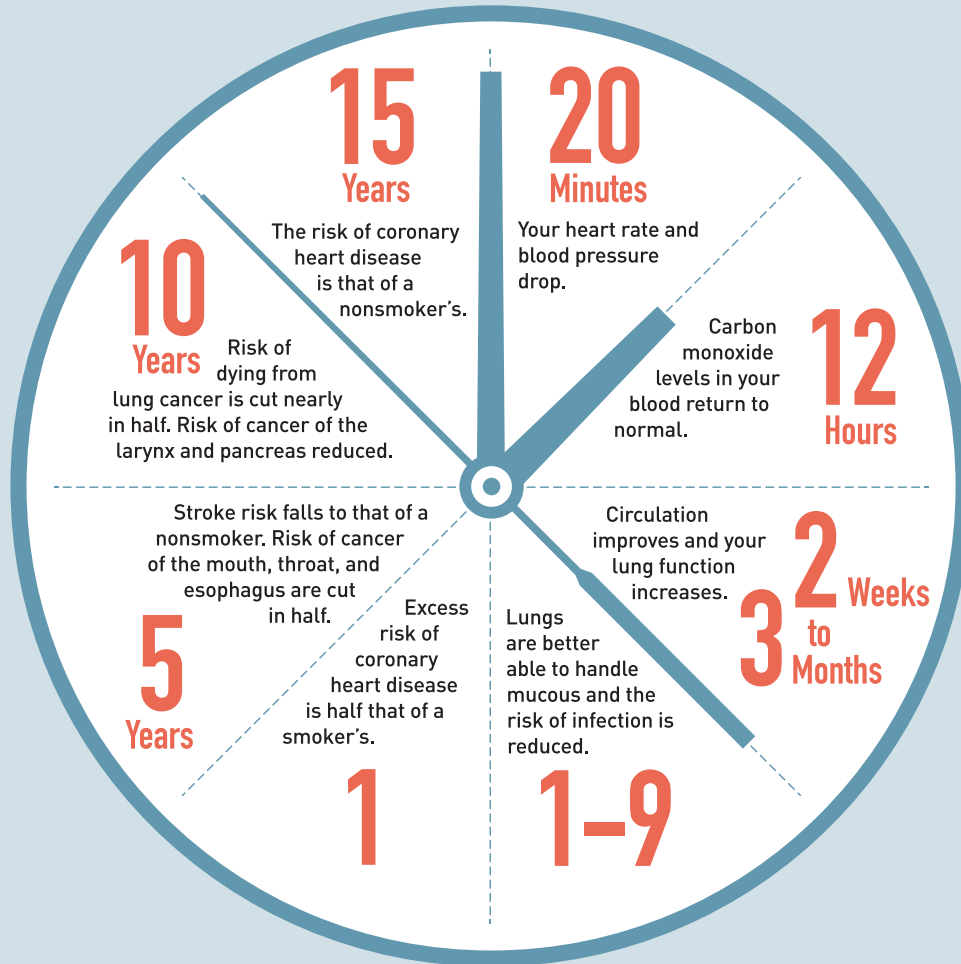 20
Minutes
Your heart rate and
blood pressure
drop.
12
Hours
Carbon
monoxide
levels in your
blood return to
normal.
2 Weeks
to
3 Months
Circulation
improves and your
lung function
increases.
1–9
Lungs
are better
able to handle
mucous and the
risk of infection is
reduced.
1
Excess
risk of
coronary
heart disease
is half that of a
smoker's.
5
Years
Stroke risk falls to that of a
nonsmoker. Risk of cancer
of the mouth, throat, and
esophagus are cut
in half.
10
Years
Risk of
dying from
lung cancer is cut nearly
in half. Risk of cancer of the
larynx and pancreas reduced.
15
Years
The risk of coronary
heart disease
is that of a
nonsmoker's.